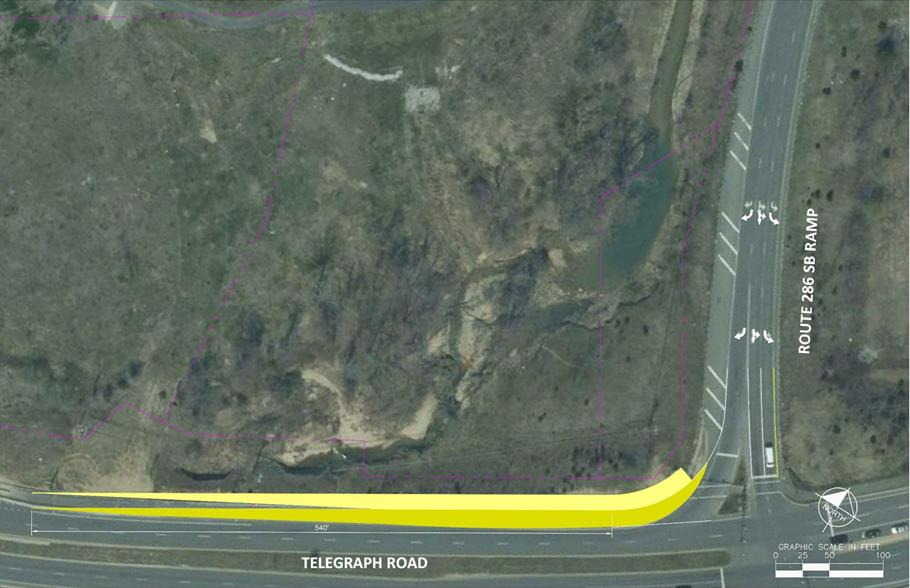 ROUTE 286 SB RAMP
540'
TELEGRAPH ROAD
NORTH
GRAPHIC SCALE IN FEET
0 25 50 100